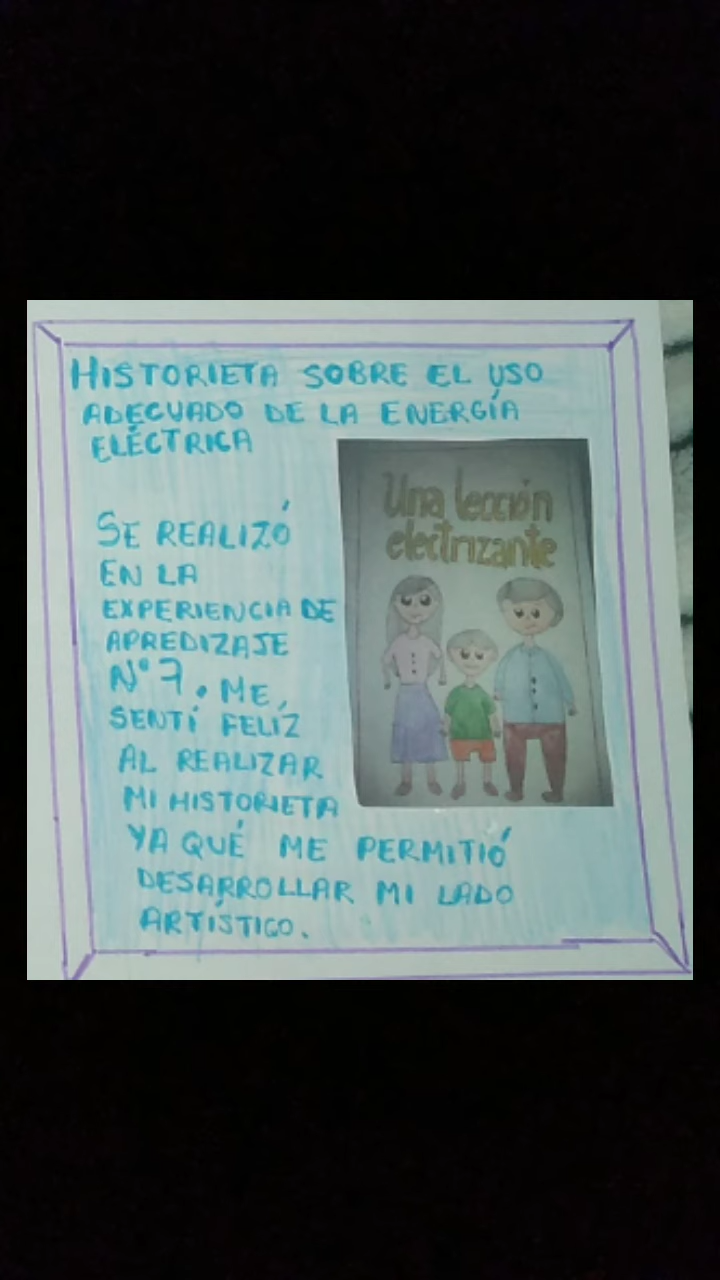 HISTORIETA SOBRE EL USO
ADECUADO DE LA ENERGÍA
ELÉCTRICA
Una lección
electrizante
SE REALIZÓ
EN LA
EXPERIENCIA DE
APREDIZAJE
N° 7. ME
SENTÍ FELIZ
AL REALIZAR
MI HISTORIETA
YA QUÉ ME PERMITIÓ
DESARROLLAR MI LADO
ARTÍSTICO.